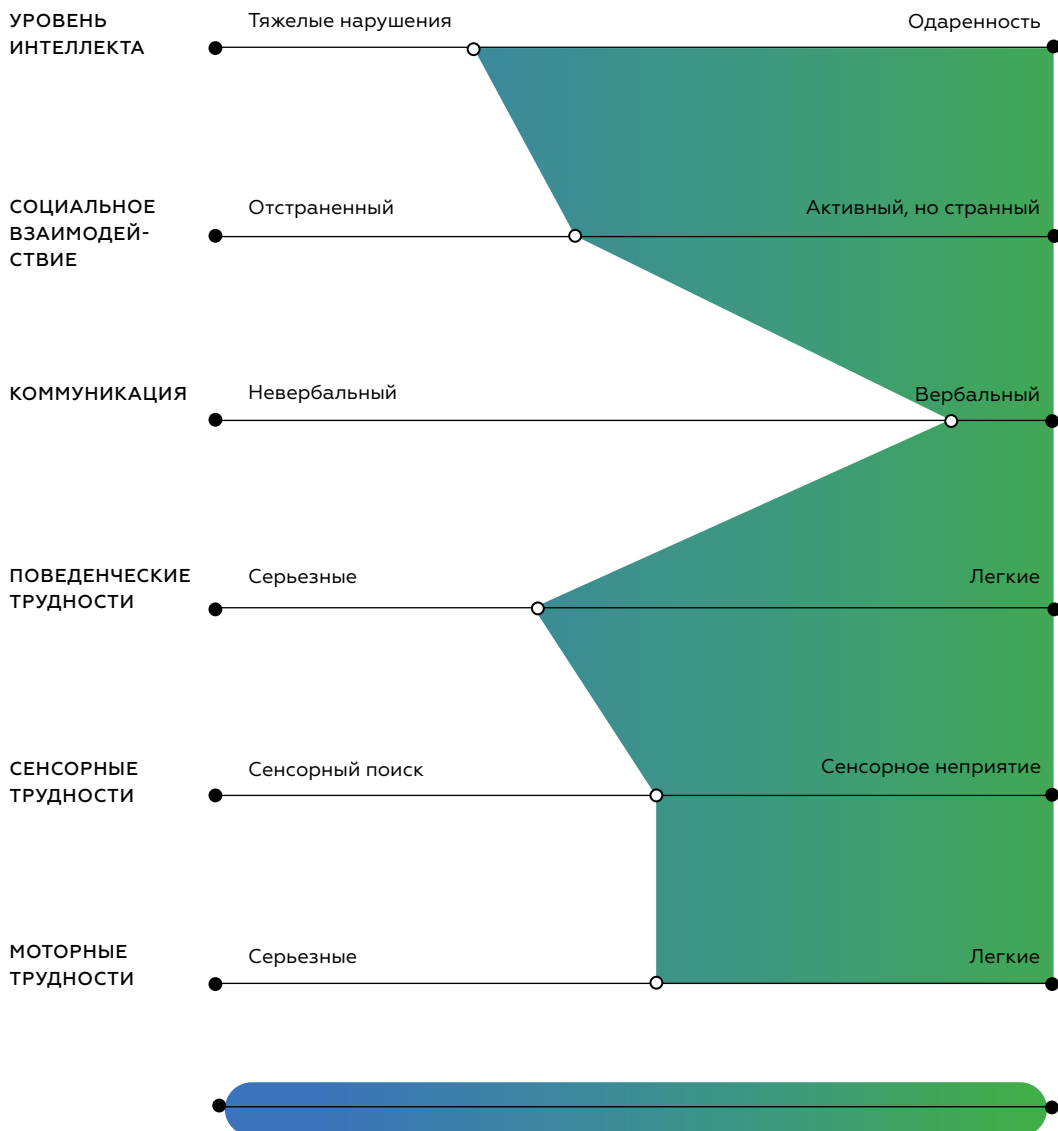 УРОВЕНЬ
ИНТЕЛЛЕКТА
Тяжелые нарушения
Одаренность
СОЦИАЛЬНОЕ
ВЗАИМОДЕЙ-
СТВИЕ
Отстраненный
Активный, но странный
КОММУНИКАЦИЯ
Невербальный
Вербальный
ПОВЕДЕНЧЕСКИЕ
ТРУДНОСТИ
Серьезные
Легкие
СЕНСОРНЫЕ
ТРУДНОСТИ
Сенсорный поиск
Сенсорное неприятие
МОТОРНЫЕ
ТРУДНОСТИ
Серьезные
Легкие